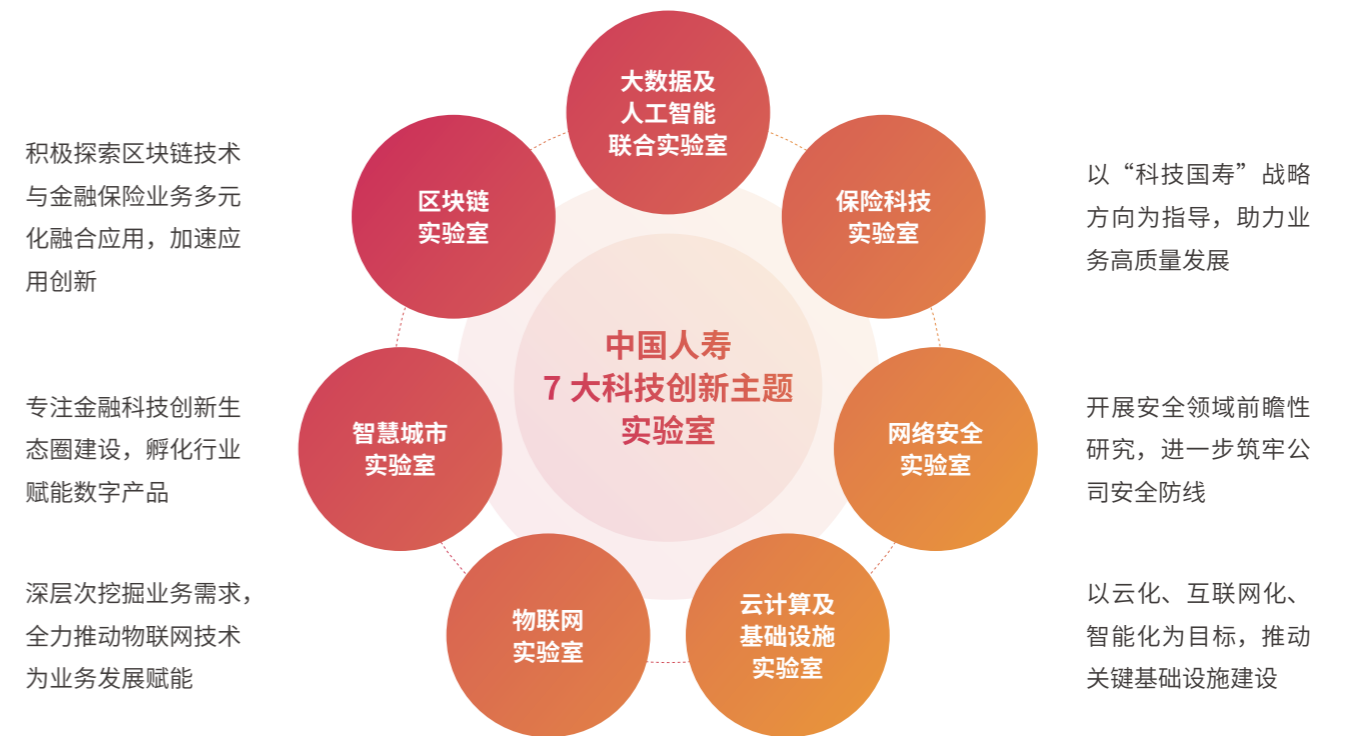 大数据及
人工智能
联合实验室
区块链
实验室
积极探索区块链技术
与金融保险业务多元
化融合应用，加速应
用创新
保险科技
实验室
以“科技国寿”战略
方向为指导，助力业
务高质量发展
中国人寿
7 大科技创新主题
实验室
智慧城市
实验室
专注金融科技创新生
态圈建设，孵化行业
赋能数字产品
网络安全
实验室
开展安全领域前瞻性
研究，进一步筑牢公
司安全防线
物联网
实验室
深层次挖掘业务需求，
全力推动物联网技术
为业务发展赋能
云计算及
基础设施
实验室
以云化、互联网化、
智能化为目标，推动
关键基础设施建设